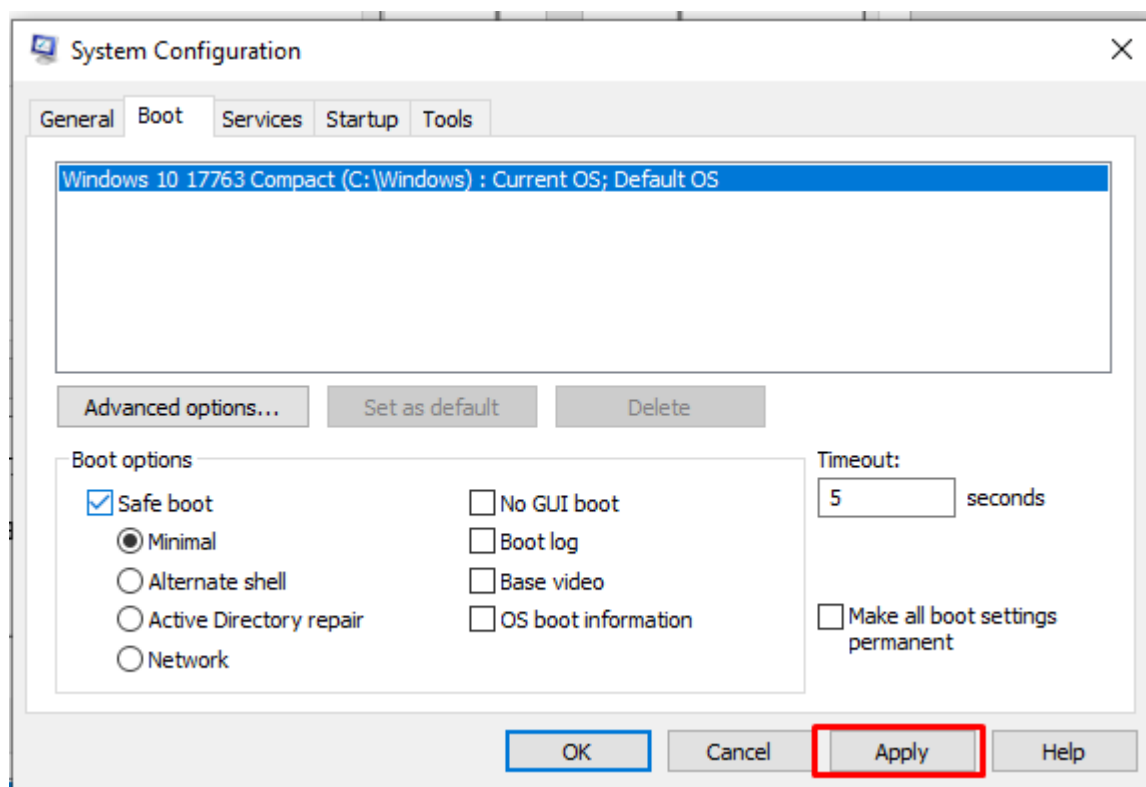 System Configuration
General Boot Services Startup Tools
Windows 10 17763 Compact (C:\Windows) : Current OS; Default OS
Advanced options... Set as default Delete
Boot options
Timeout:
Safe boot No GUI boot
5 seconds
Minimal Boot log
Alternate shell Base video
Active Directory repair OS boot information
Network
Make all boot settings
permanent
OK Cancel Apply Help